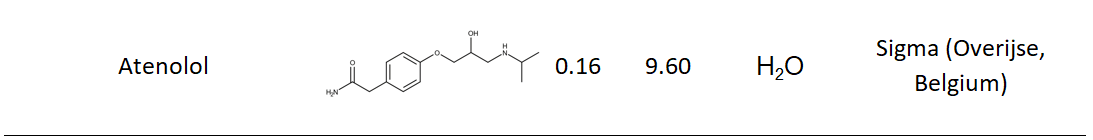 Atenolol
O
H₂N
O
OH
H
N
0.16
9.60
H₂O
Sigma (Overijse,
Belgium)